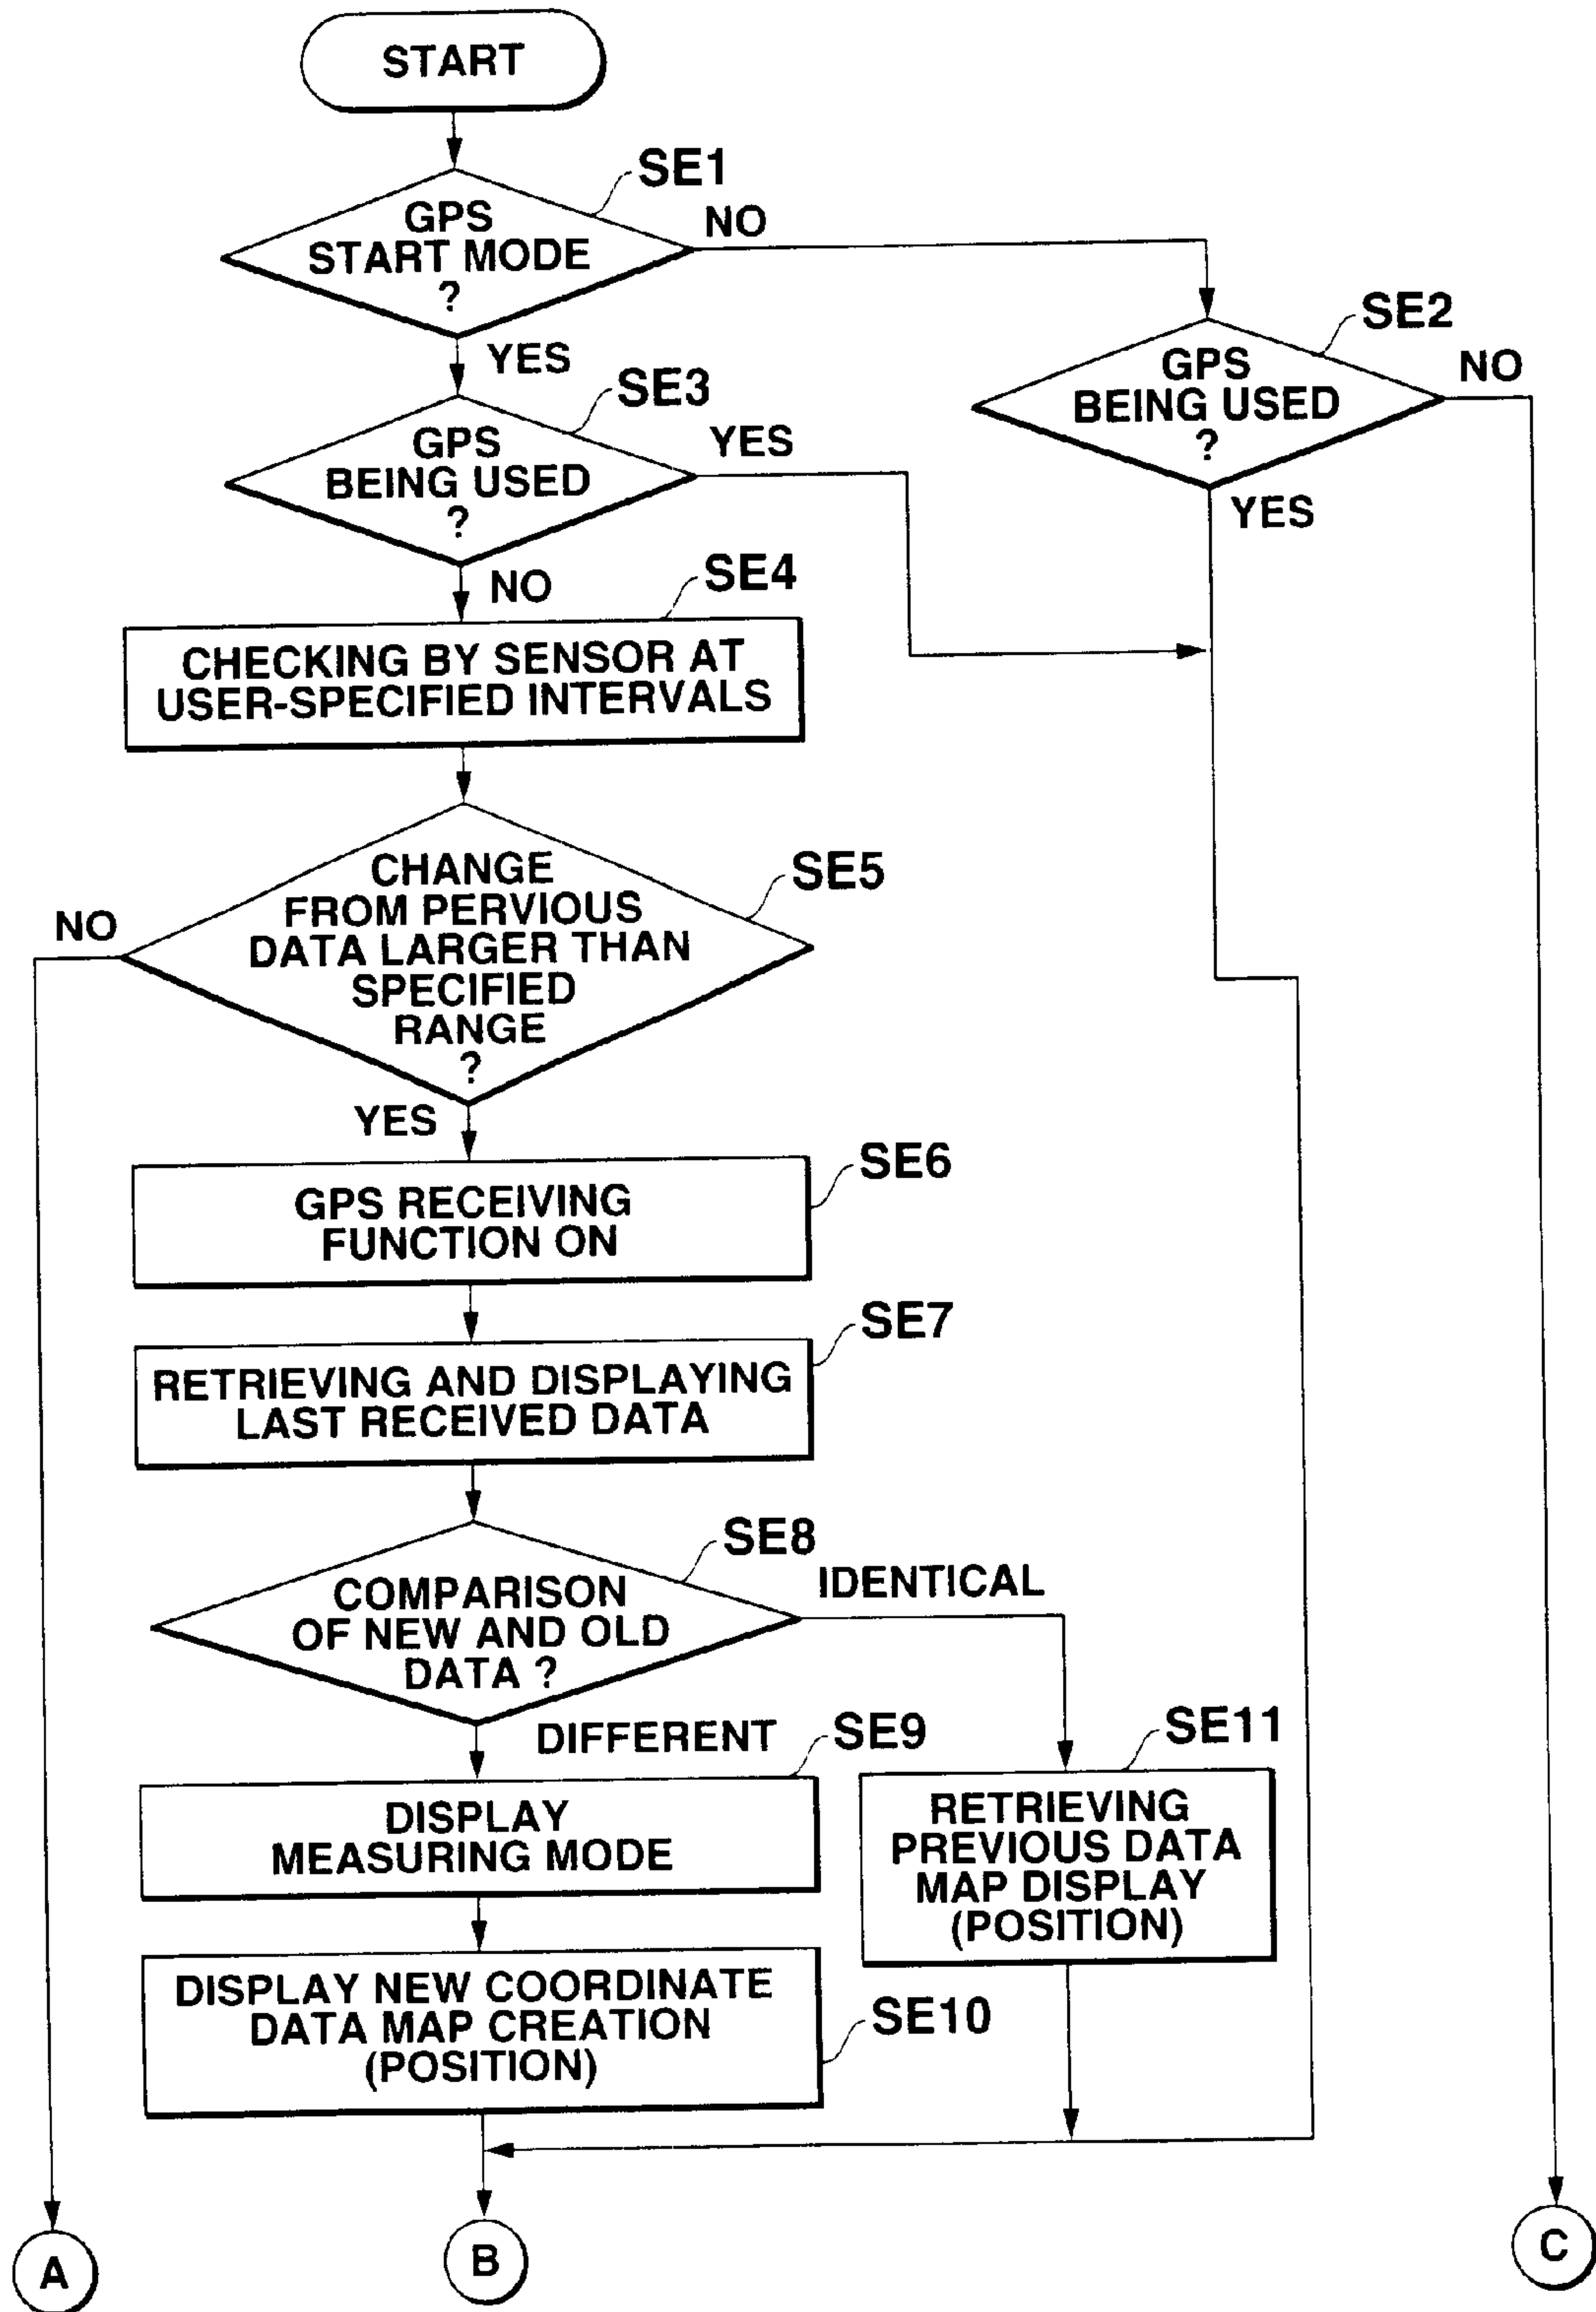 START
SE1
GPS
START MODE
?
NO
YES
SE2
GPS
BEING USED
?
NO
YES
SE3
GPS
BEING USED
?
YES
NO
SE4
CHECKING BY SENSOR AT
USER-SPECIFIED INTERVALS
SE5
CHANGE
FROM PERVIOUS
DATA LARGER THAN
SPECIFIED
RANGE
?
NO
YES
SE6
GPS RECEIVING
FUNCTION ON
SE7
RETRIEVING AND DISPLAYING
LAST RECEIVED DATA
SE8
COMPARISON
OF NEW AND OLD
DATA ?
IDENTICAL
DIFFERENT
SE9
DISPLAY
MEASURING MODE
SE11
RETRIEVING
PREVIOUS DATA
MAP DISPLAY
(POSITION)
DISPLAY NEW COORDINATE
DATA MAP CREATION
(POSITION)
SE10
A
B
C